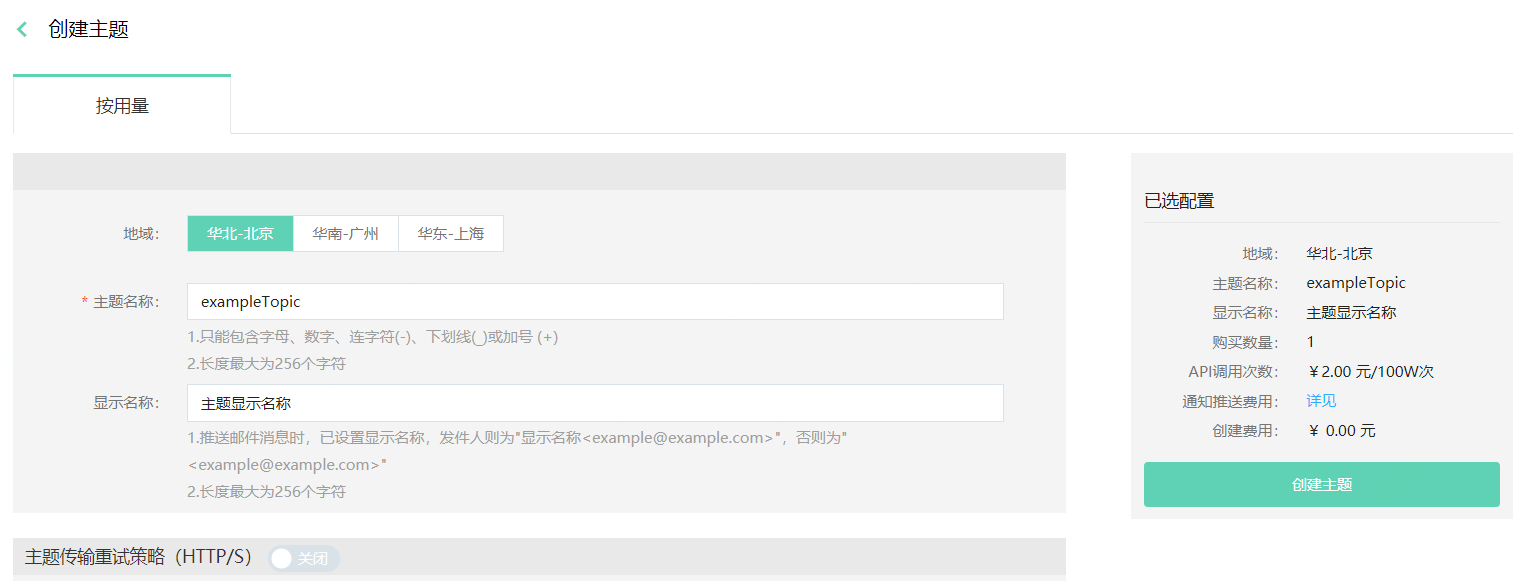 创建主题
按用量
地域: 华北-北京 华南-广州 华东-上海
* 主题名称: exampleTopic
1.只能包含字母、数字、连字符(-)、下划线(_)或加号 (+)
2.长度最大为256个字符
显示名称: 主题显示名称
1.推送邮件消息时，已设置显示名称，发件人则为"显示名称<example@example.com>"，否则为"
<example@example.com>"
2.长度最大为256个字符
主题传输重试策略（HTTP/S） 关闭
已选配置
地域: 华北-北京
主题名称: exampleTopic
显示名称: 主题显示名称
购买数量: 1
API调用次数: ￥2.00 元/100W次
通知推送费用: 详见
创建费用: ￥ 0.00 元
创建主题